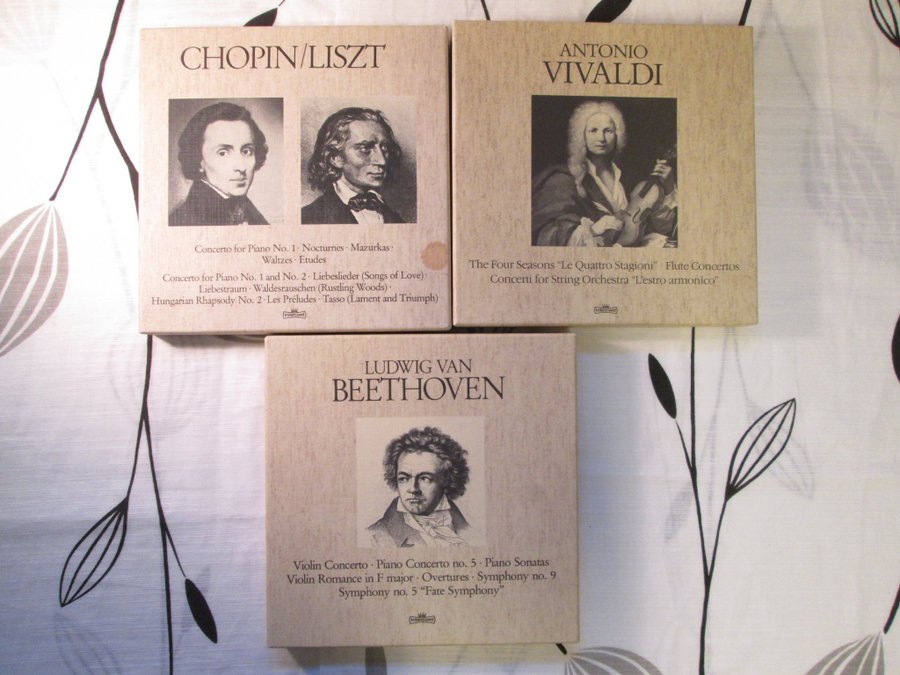 CHOPIN/LISZT
Concerto for Piano No. 1 · Nocturnes · Mazurkas ·
Waltzes · Etudes
Concerto for Piano No. 1 and No. 2 · Liebeslieder (Songs of Love) ·
Liebestraum · Waldesrauschen (Rustling Woods) ·
Hungarian Rhapsody No. 2 · Les Préludes · Tasso (Lament and Triumph)
ANTONIO
VIVALDI
The Four Seasons "Le Quattro Stagioni" · Flute Concertos
Concerti for String Orchestra "L'estro armonico"
LUDWIG VAN
BEETHOVEN
Violin Concerto · Piano Concerto no. 5 · Piano Sonatas
Violin Romance in F major · Overtures · Symphony no. 9
Symphony no. 5 "Fate Symphony"